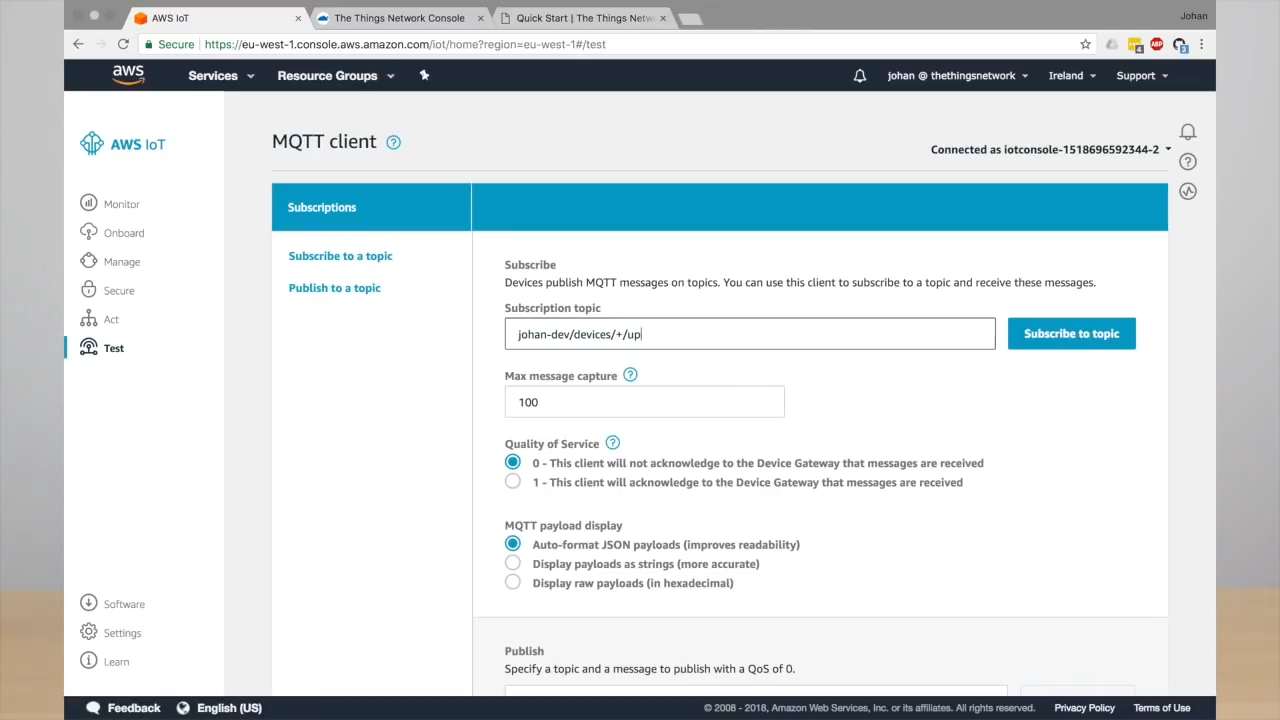 AWS IoT
The Things Network Console
Quick Start | The Things Netw
Johan
Secure
https://eu-west-1.console.aws.amazon.com/iot/home?region=eu-west-1#/test
4
ABP
3
aws
Services
Resource Groups
johan @ thethingsnetwork
Ireland
Support
AWS IoT
MQTT client
Connected as iotconsole-1518696592344-2
Monitor
Onboard
Manage
Secure
Act
Test
Software
Settings
Learn
Subscriptions
Subscribe to a topic
Publish to a topic
Subscribe
Devices publish MQTT messages on topics. You can use this client to subscribe to a topic and receive these messages.
Subscription topic
johan-dev/devices/+/up
Subscribe to topic
Max message capture
100
Quality of Service
0 - This client will not acknowledge to the Device Gateway that messages are received
1 - This client will acknowledge to the Device Gateway that messages are received
MQTT payload display
Auto-format JSON payloads (improves readability)
Display payloads as strings (more accurate)
Display raw payloads (in hexadecimal)
Publish
Specify a topic and a message to publish with a QoS of 0.
Feedback
English (US)
© 2008 - 2018, Amazon Web Services, Inc. or its affiliates. All rights reserved.
Privacy Policy
Terms of Use